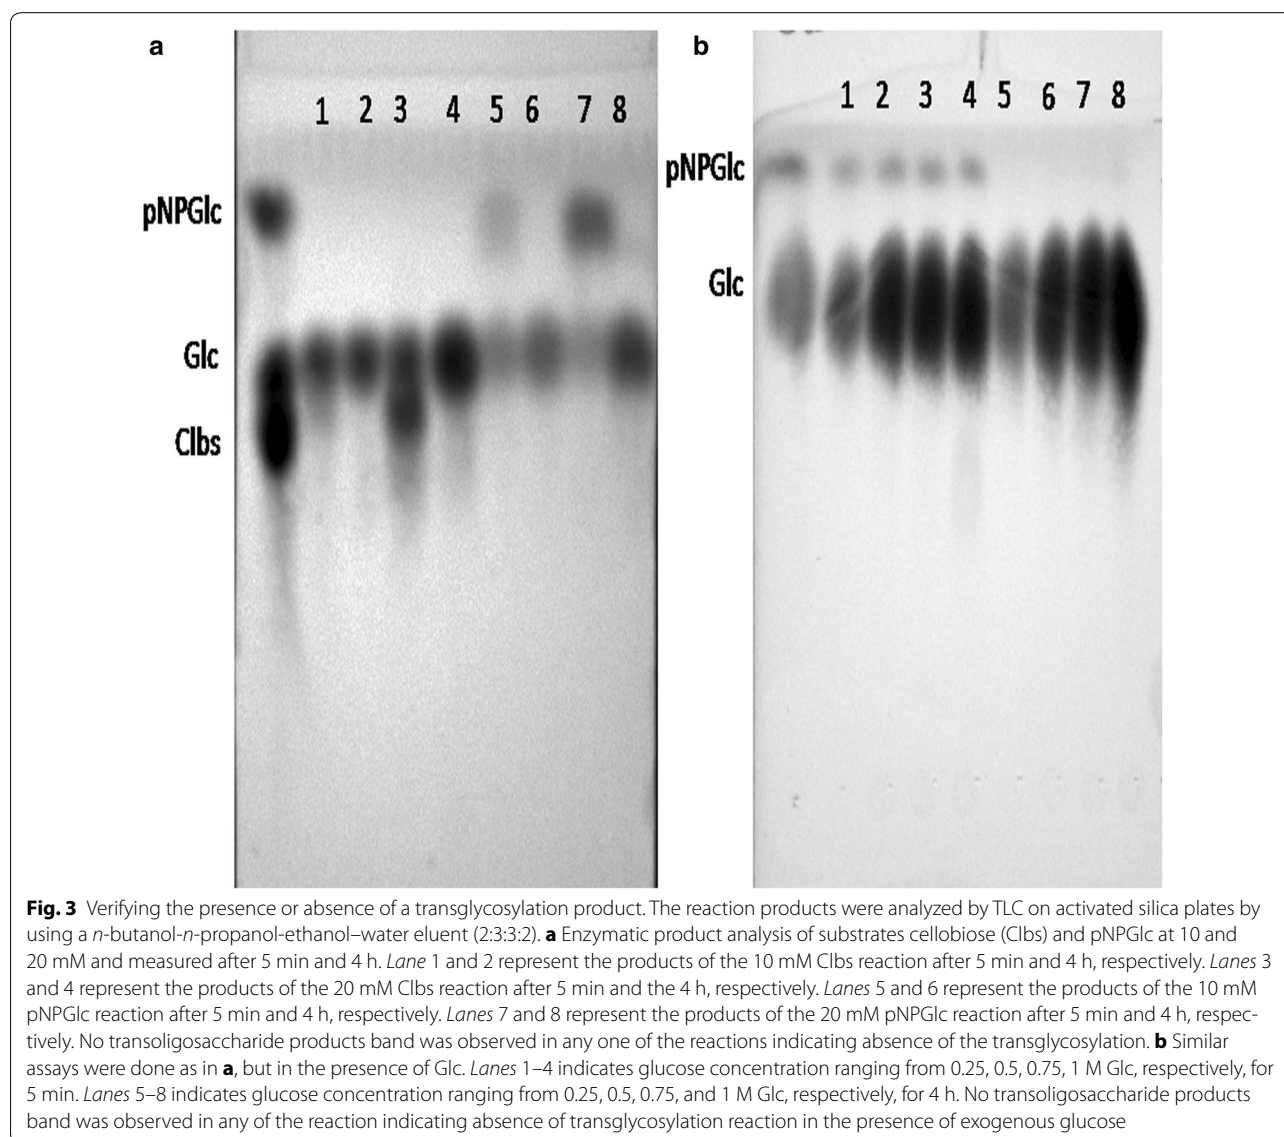 a
b
1 2 3 4 5 6 7 8
1 2 3 4 5 6 7 8
pNPGlc
pNPGlc
Glc
Glc
Clbs
Fig. 3 Verifying the presence or absence of a transglycosylation product. The reaction products were analyzed by TLC on activated silica plates by
using a n-butanol-n-propanol-ethanol–water eluent (2:3:3:2). a Enzymatic product analysis of substrates cellobiose (Clbs) and pNPGlc at 10 and
20 mM and measured after 5 min and 4 h. Lane 1 and 2 represent the products of the 10 mM Clbs reaction after 5 min and 4 h, respectively. Lanes 3
and 4 represent the products of the 20 mM Clbs reaction after 5 min and the 4 h, respectively. Lanes 5 and 6 represent the products of the 10 mM
pNPGlc reaction after 5 min and 4 h, respectively. Lanes 7 and 8 represent the products of the 20 mM pNPGlc reaction after 5 min and 4 h, respec-
tively. No transoligosaccharide products band was observed in any one of the reactions indicating absence of the transglycosylation. b Similar
assays were done as in a, but in the presence of Glc. Lanes 1–4 indicates glucose concentration ranging from 0.25, 0.5, 0.75, 1 M Glc, respectively, for
5 min. Lanes 5–8 indicates glucose concentration ranging from 0.25, 0.5, 0.75, and 1 M Glc, respectively, for 4 h. No transoligosaccharide products
band was observed in any of the reaction indicating absence of transglycosylation reaction in the presence of exogenous glucose